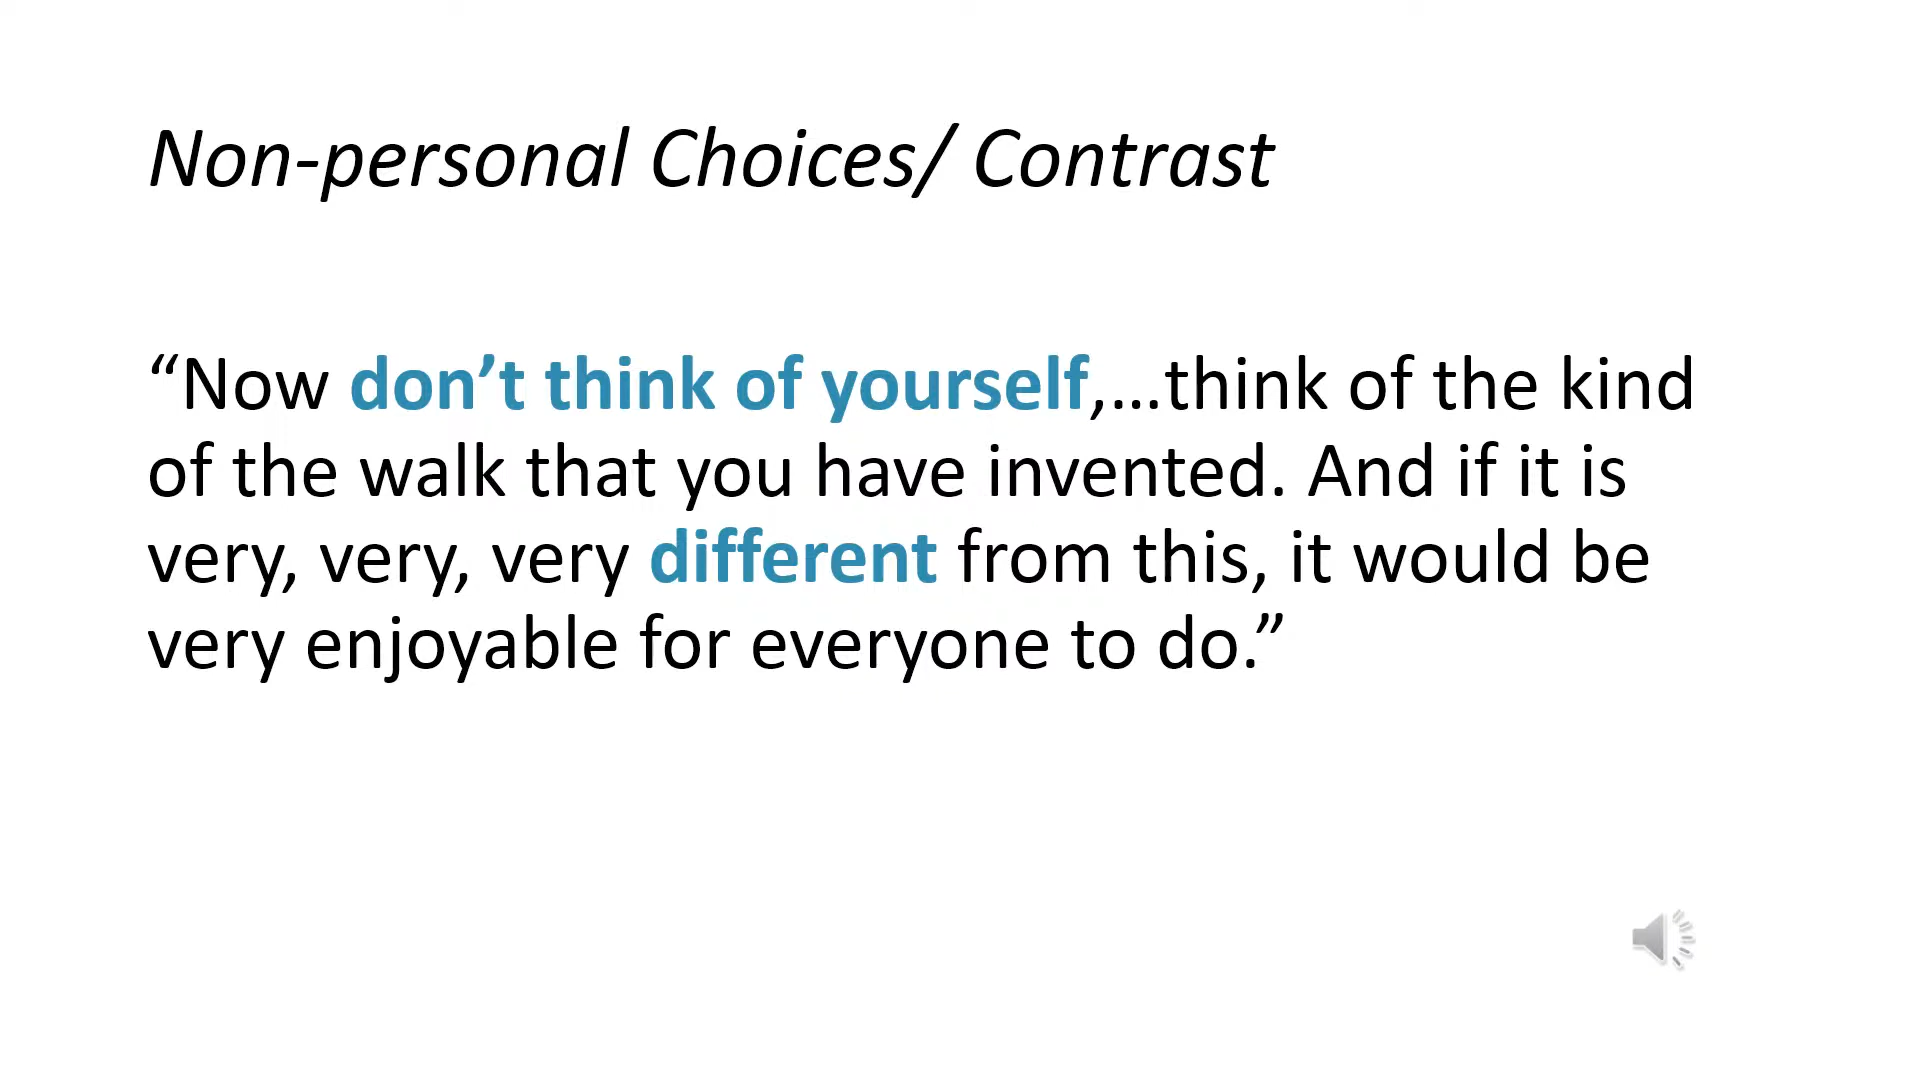 Non-personal Choices/ Contrast
“Now don’t think of yourself,...think of the kind
of the walk that you have invented. And if it is
very, very, very different from this, it would be
very enjoyable for everyone to do.”